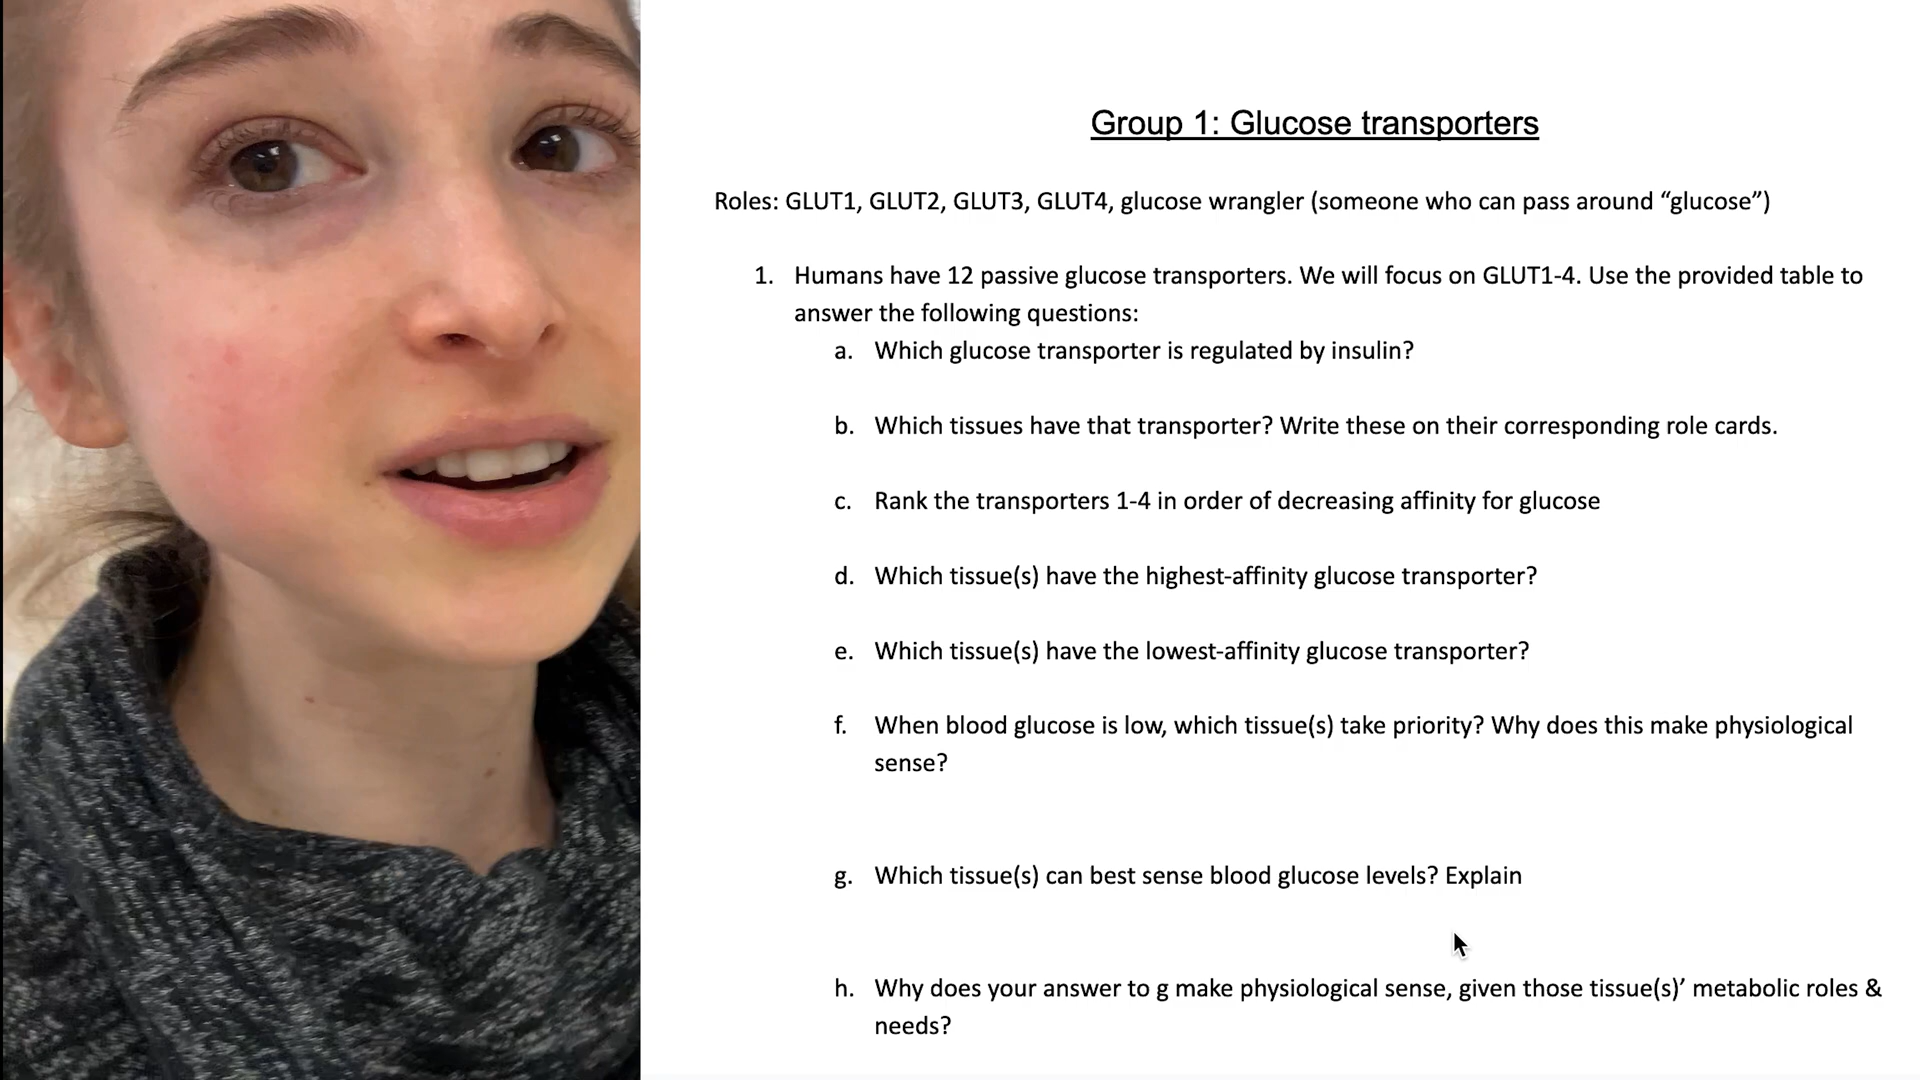 Group 1: Glucose transporters
Roles: GLUT1, GLUT2, GLUT3, GLUT4, glucose wrangler (someone who can pass around “glucose”)
1. Humans have 12 passive glucose transporters. We will focus on GLUT1-4. Use the provided table to
answer the following questions:
a. Which glucose transporter is regulated by insulin?
b. Which tissues have that transporter? Write these on their corresponding role cards.
c. Rank the transporters 1-4 in order of decreasing affinity for glucose
d. Which tissue(s) have the highest-affinity glucose transporter?
e. Which tissue(s) have the lowest-affinity glucose transporter?
f. When blood glucose is low, which tissue(s) take priority? Why does this make physiological
sense?
g. Which tissue(s) can best sense blood glucose levels? Explain
h. Why does your answer to g make physiological sense, given those tissue(s)’ metabolic roles &
needs?